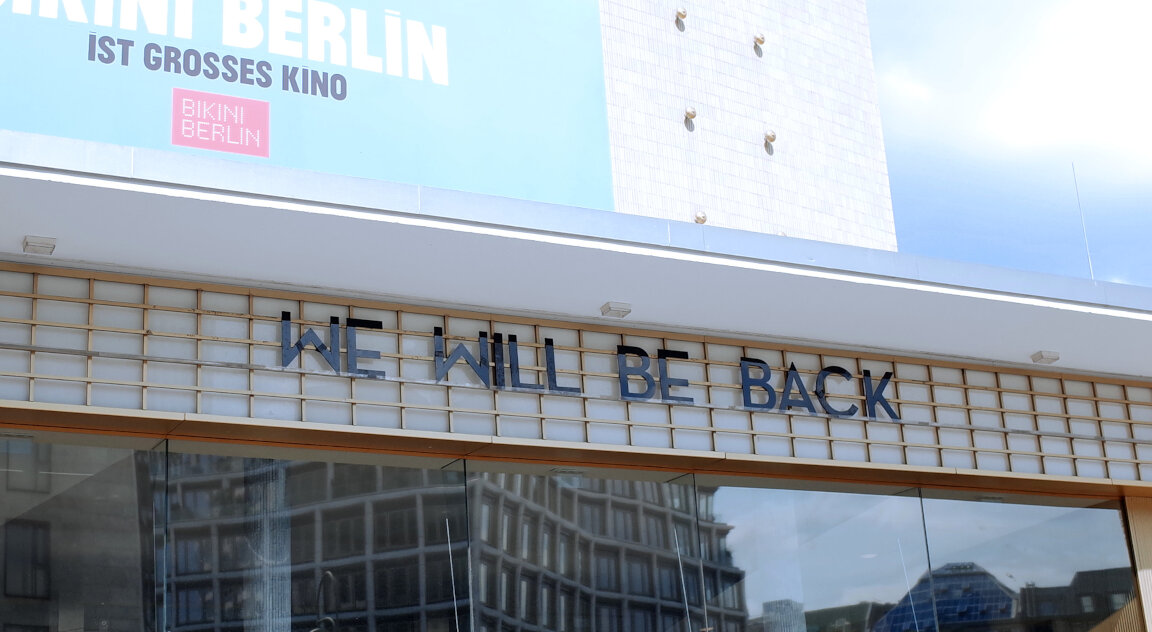 BIKINI BERLIN
IST GROSSES KINO
BIKINI
BERLIN
WE WILL BE BACK